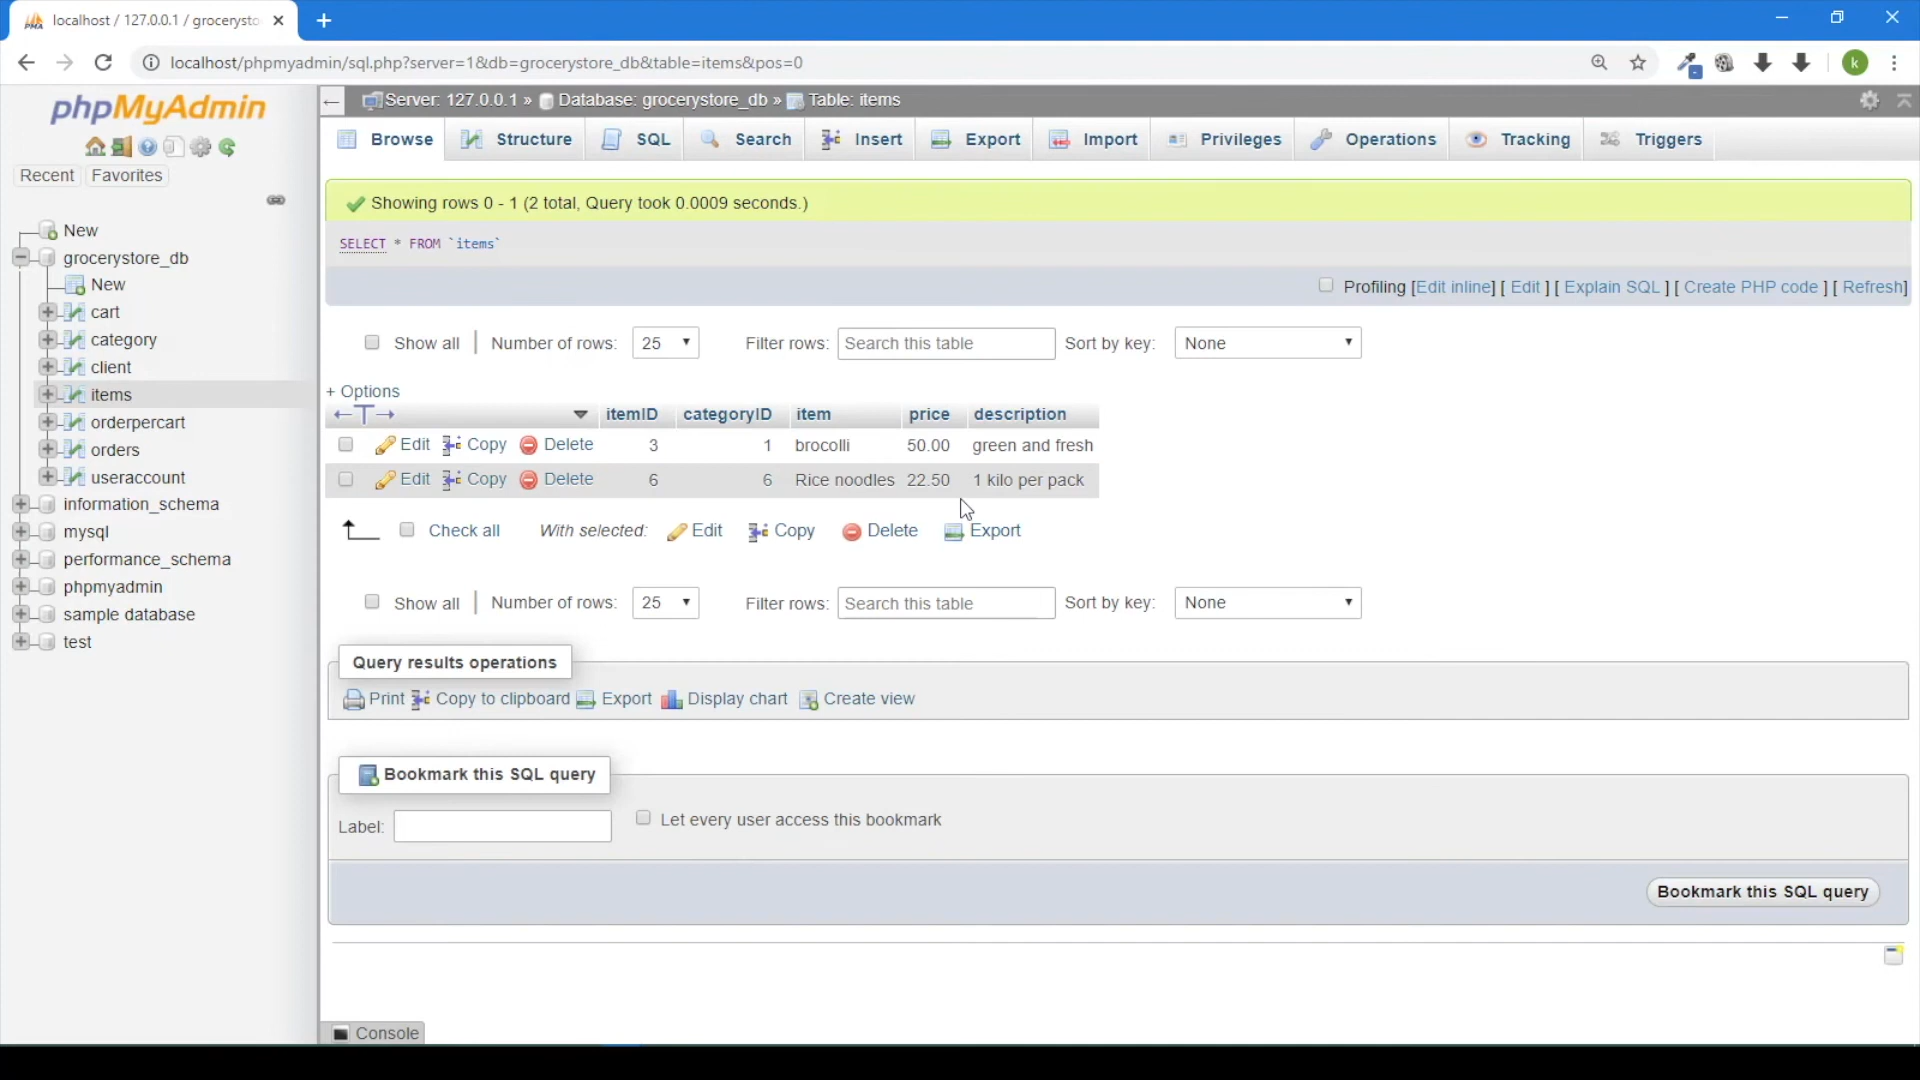 localhost / 127.0.0.1 / grocerysto
localhost/phpmyadmin/sql.php?server=1&db=grocerystore_db&table=items&pos=0
k
phpMyAdmin
Recent Favorites
New
grocerystore_db
New
cart
category
client
items
orderpercart
orders
useraccount
information_schema
mysql
performance_schema
phpmyadmin
sample database
test
Server: 127.0.0.1 » Database: grocerystore_db » Table: items
Browse Structure SQL Search Insert Export Import Privileges Operations Tracking Triggers
Showing rows 0 - 1 (2 total, Query took 0.0009 seconds.)
SELECT * FROM `items`
Profiling [Edit inline] [ Edit ] [ Explain SQL ] [ Create PHP code ] [ Refresh]
Show all | Number of rows: 25 Filter rows: Search this table Sort by key: None
+ Options
←T→ itemID categoryID item price description
Edit Copy Delete 3 1 brocolli 50.00 green and fresh
Edit Copy Delete 6 6 Rice noodles 22.50 1 kilo per pack
Check all With selected: Edit Copy Delete Export
Show all | Number of rows: 25 Filter rows: Search this table Sort by key: None
Query results operations
Print Copy to clipboard Export Display chart Create view
Bookmark this SQL query
Label: Let every user access this bookmark
Bookmark this SQL query
Console